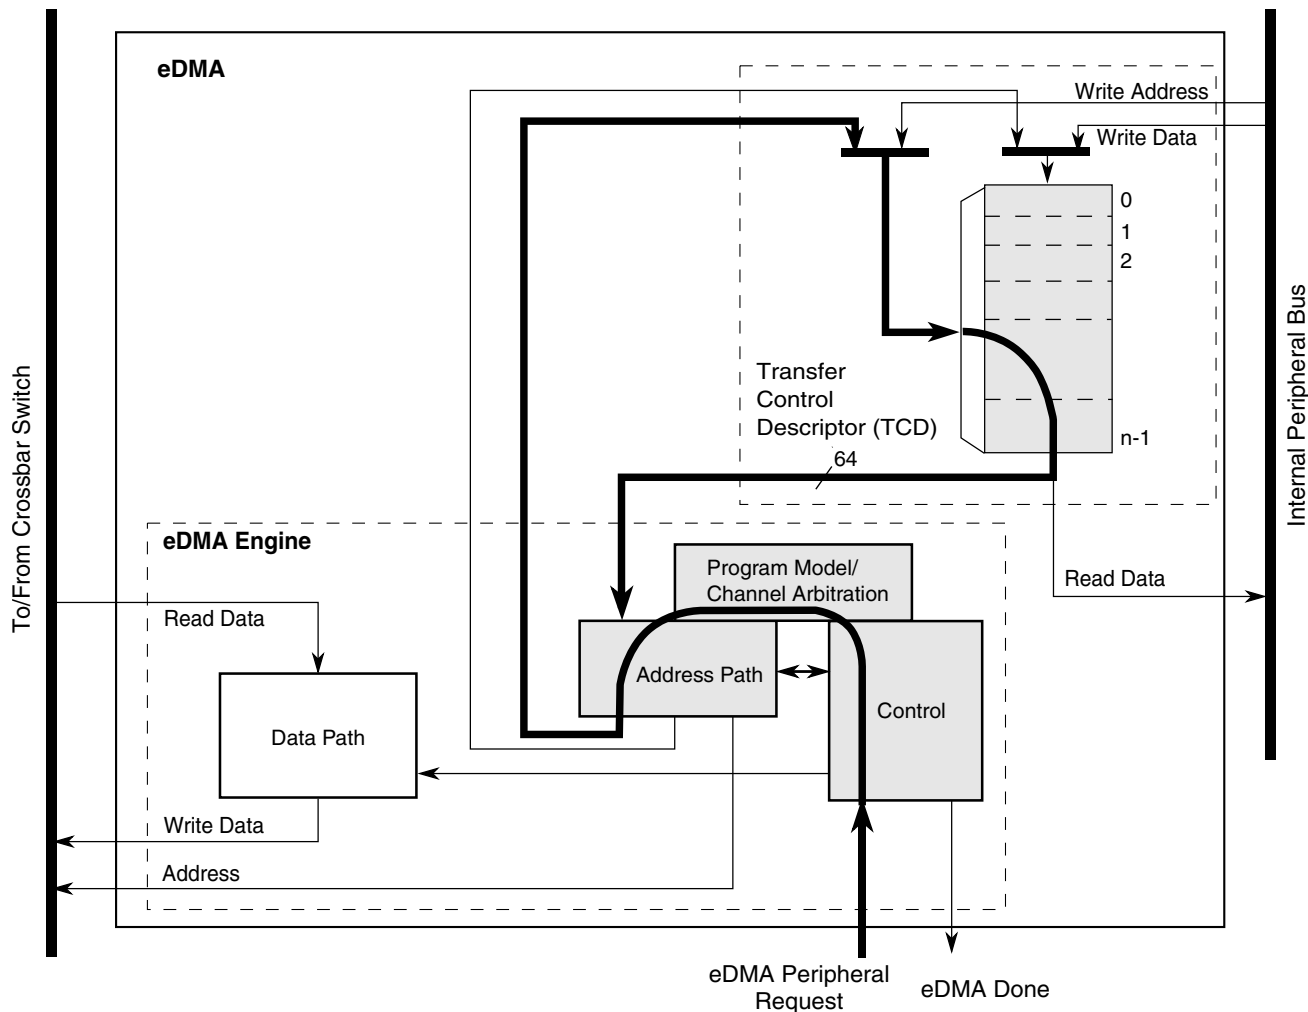 eDMA
Write Address
Write Data
0
1
2
n-1
Transfer
Control
Descriptor (TCD)
64
To/From Crossbar Switch
Internal Peripheral Bus
eDMA Engine
Program Model/
Channel Arbitration
Read Data
Read Data
Address Path
Control
Data Path
Write Data
Address
eDMA Peripheral
Request
eDMA Done